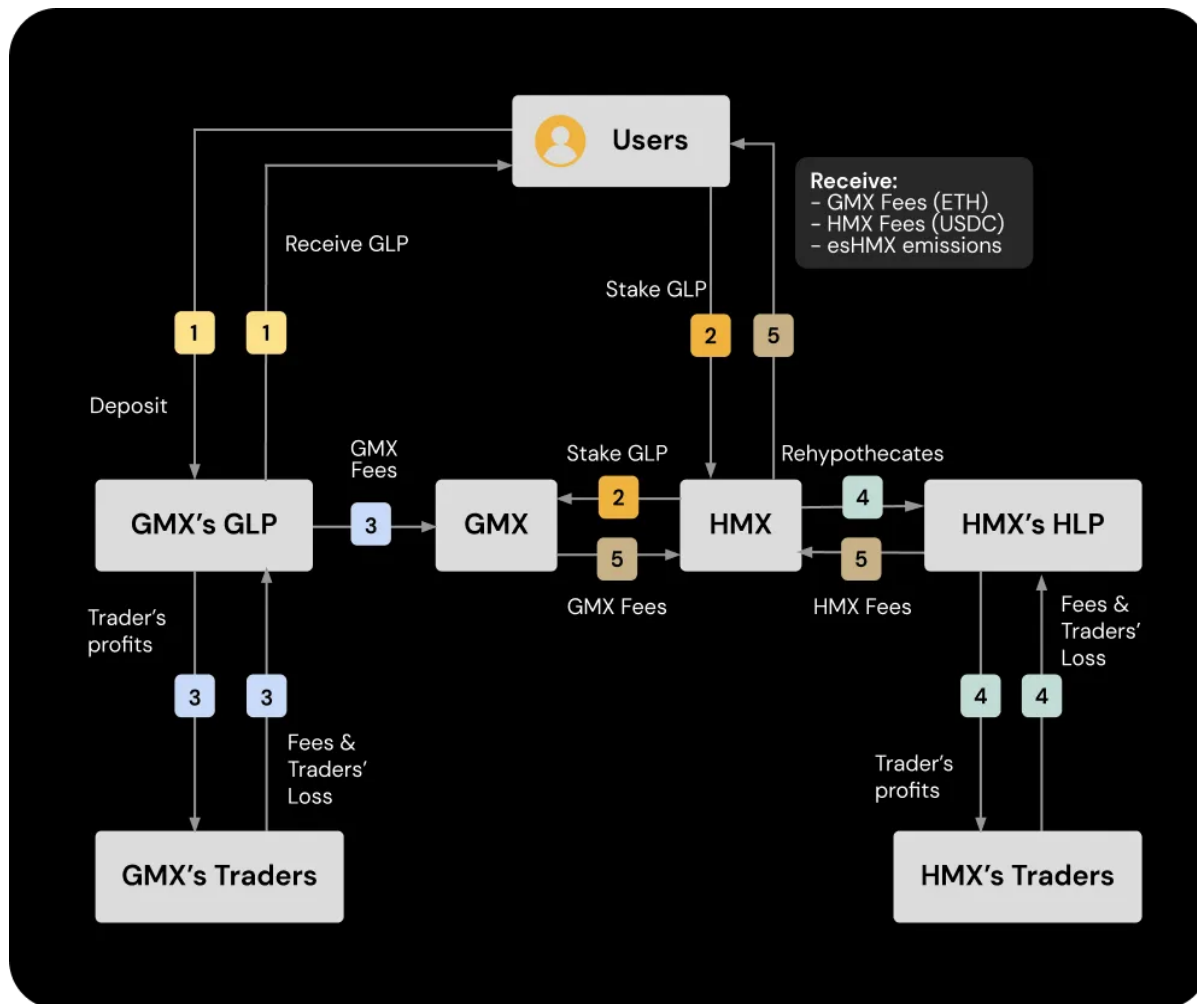 Users
Receive:
- GMX Fees (ETH)
- HMX Fees (USDC)
- esHMX emissions
Receive GLP
Stake GLP
1
1
2
5
Deposit
GMX
Fees
Stake GLP
Rehypothecates
2
4
GMX's GLP
3
GMX
HMX
HMX's HLP
5
5
GMX Fees
HMX Fees
Trader's
profits
Fees &
Traders'
Loss
3
3
4
4
Fees &
Traders'
Loss
Trader's
profits
GMX's Traders
HMX's Traders